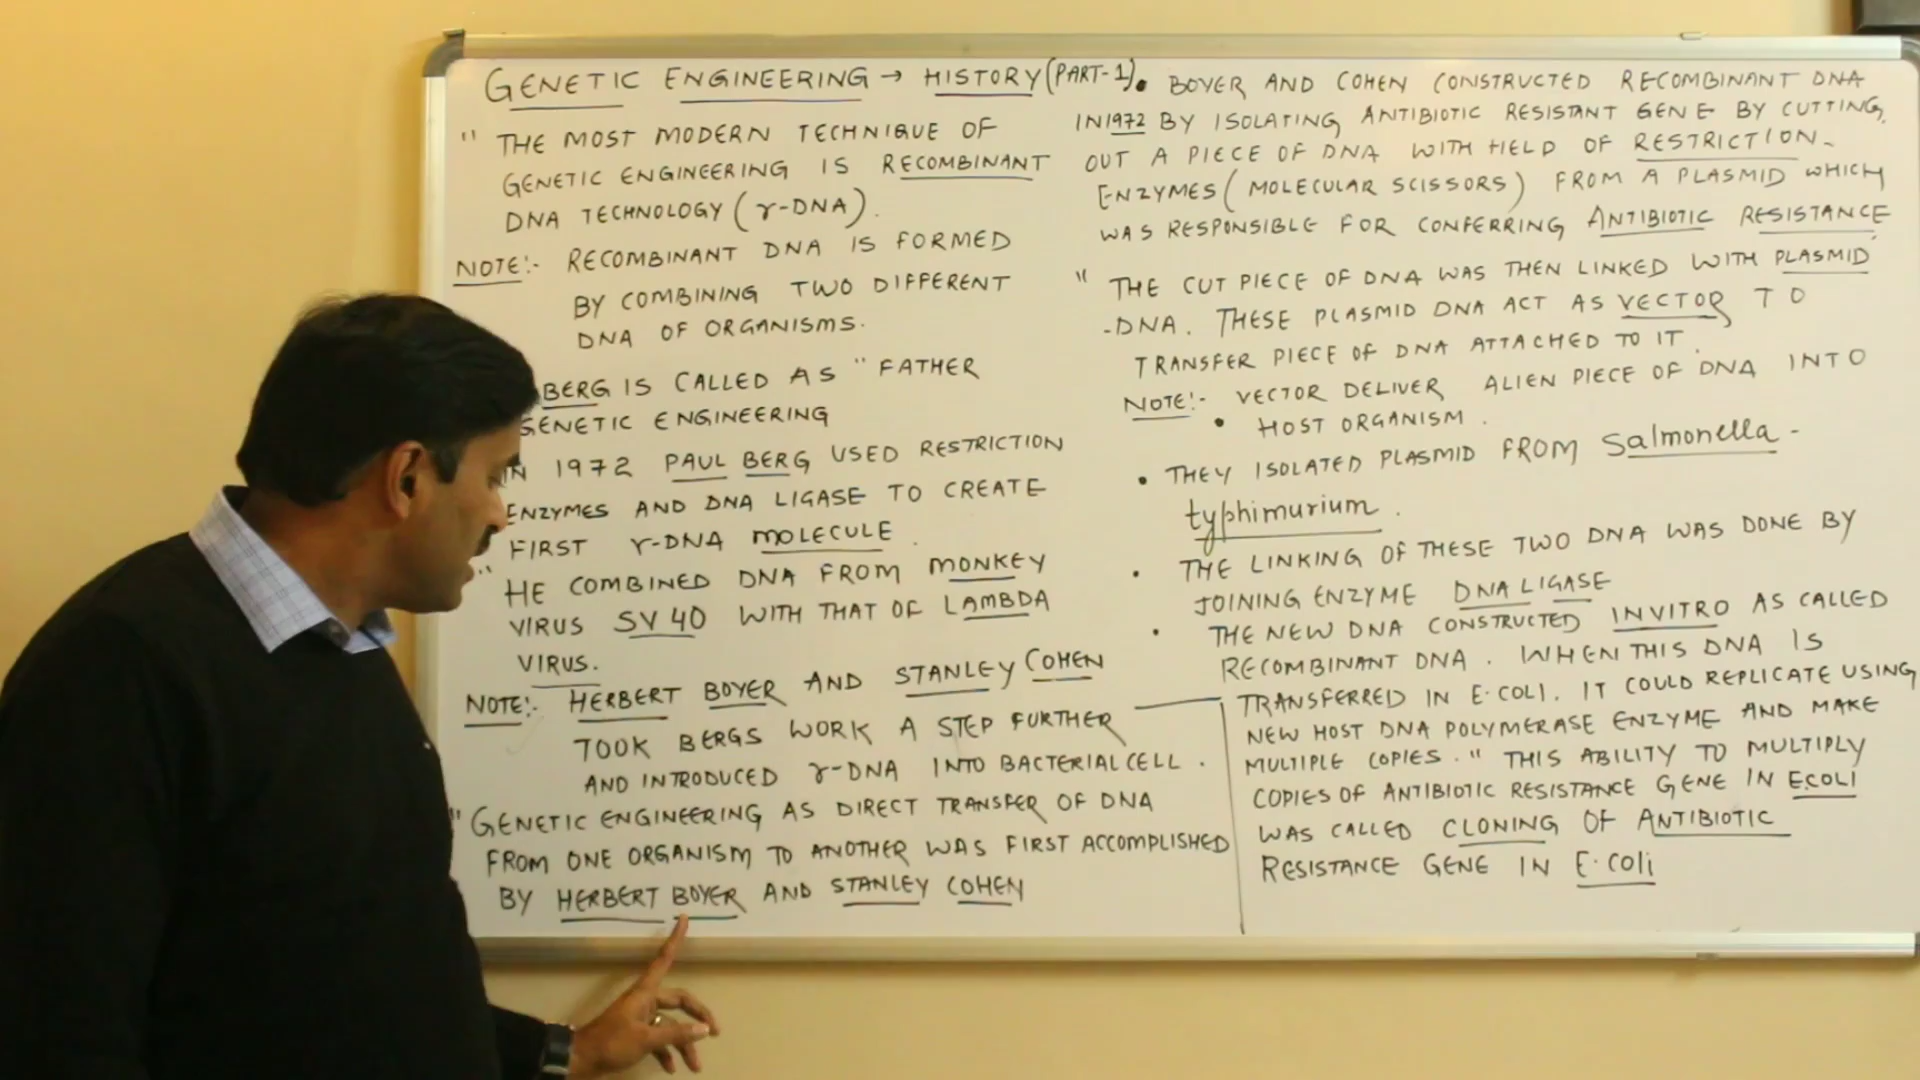 GENETIC ENGINEERING → HISTORY (PART-1)
" THE MOST MODERN TECHNIQUE OF
GENETIC ENGINEERING IS RECOMBINANT
DNA TECHNOLOGY (r-DNA).
NOTE:- RECOMBINANT DNA IS FORMED
BY COMBINING TWO DIFFERENT
DNA OF ORGANISMS.
BERG IS CALLED AS " FATHER
GENETIC ENGINEERING
IN 1972 PAUL BERG USED RESTRICTION
ENZYMES AND DNA LIGASE TO CREATE
FIRST r-DNA MOLECULE.
" HE COMBINED DNA FROM MONKEY
VIRUS SV 40 WITH THAT OF LAMBDA
VIRUS.
NOTE:- HERBERT BOYER AND STANLEY COHEN
TOOK BERGS WORK A STEP FURTHER
AND INTRODUCED r-DNA INTO BACTERIAL CELL.
" GENETIC ENGINEERING AS DIRECT TRANSFER OF DNA
FROM ONE ORGANISM TO ANOTHER WAS FIRST ACCOMPLISHED
BY HERBERT BOYER AND STANLEY COHEN
• BOYER AND COHEN CONSTRUCTED RECOMBINANT DNA
IN 1972 BY ISOLATING ANTIBIOTIC RESISTANT GENE BY CUTTING
OUT A PIECE OF DNA WITH HELD OF RESTRICTION-
ENZYMES (MOLECULAR SCISSORS) FROM A PLASMID WHICH
WAS RESPONSIBLE FOR CONFERRING ANTIBIOTIC RESISTANCE
" THE CUT PIECE OF DNA WAS THEN LINKED WITH PLASMID
-DNA. THESE PLASMID DNA ACT AS VECTOR TO
TRANSFER PIECE OF DNA ATTACHED TO IT.
NOTE:- VECTOR DELIVER ALIEN PIECE OF DNA INTO
• HOST ORGANISM.
• THEY ISOLATED PLASMID FROM Salmonella-
typhimurium.
• THE LINKING OF THESE TWO DNA WAS DONE BY
JOINING ENZYME DNA LIGASE
• THE NEW DNA CONSTRUCTED INVITRO AS CALLED
RECOMBINANT DNA. WHEN THIS DNA IS
TRANSFERRED IN E.COLI. IT COULD REPLICATE USING
NEW HOST DNA POLYMERASE ENZYME AND MAKE
MULTIPLE COPIES. " THIS ABILITY TO MULTIPLY
COPIES OF ANTIBIOTIC RESISTANCE GENE IN ECOLI
WAS CALLED CLONING OF ANTIBIOTIC
RESISTANCE GENE IN E.coli